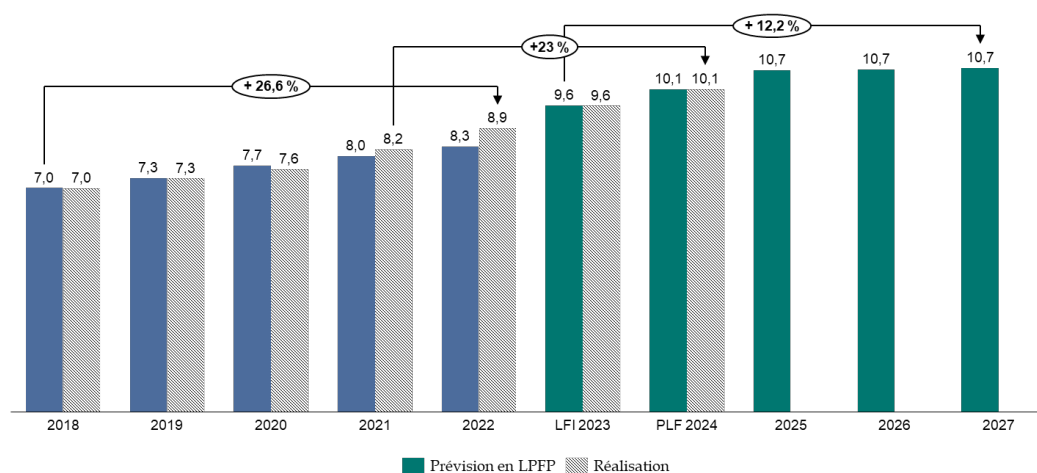 + 12,2 %
+23 %
+ 26,6 %
7,0 7,0
7,3 7,3
7,7 7,6
8,0 8,2
8,3 8,9
9,6 9,6
10,1 10,1
10,7
10,7
10,7
2018 2019 2020 2021 2022 LFI 2023 PLF 2024 2025 2026 2027
Prévision en LPFP Réalisation